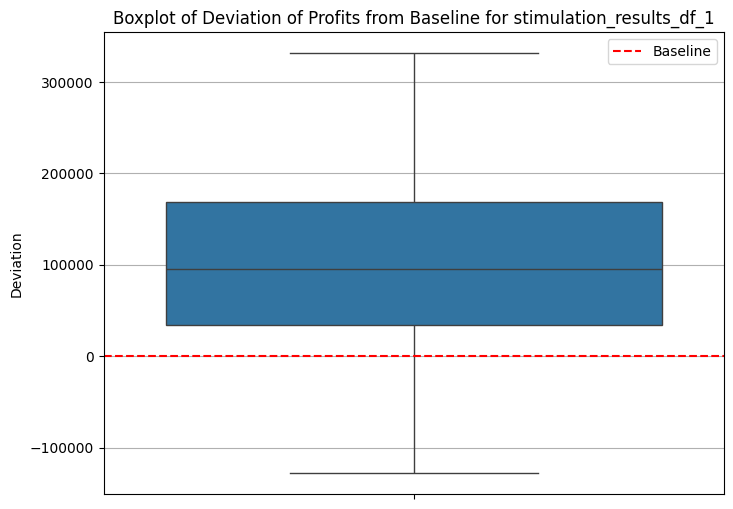 Boxplot of Deviation of Profits from Baseline for stimulation_results_df_1
Baseline
300000
200000
100000
0
−100000
Deviation